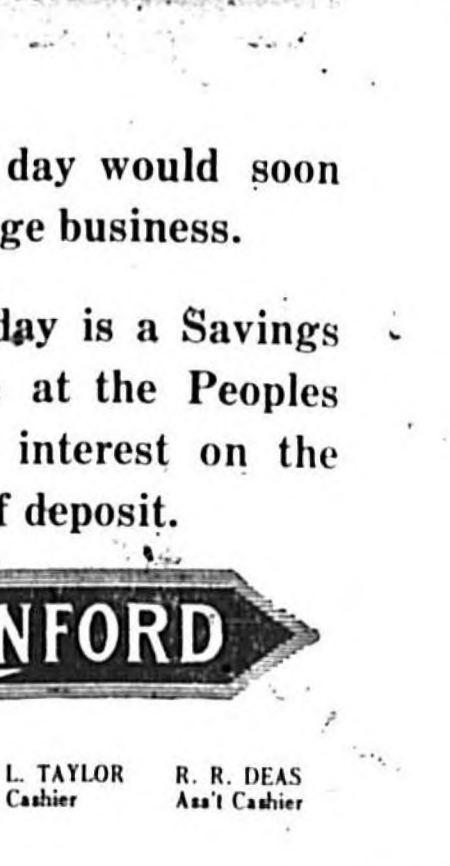 day would soon
ge business.
day is a Savings
at the Peoples
interest on the
f deposit.
NFORD
L. TAYLOR R. R. DEAS
Cashier Ass't Cashier